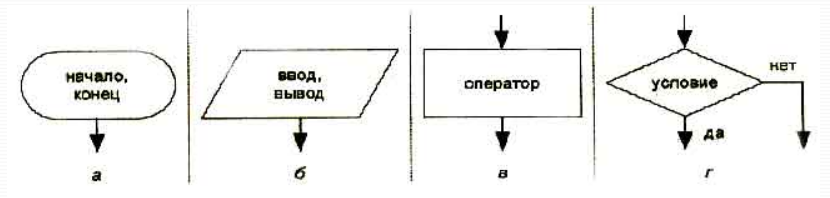 начало,
конец
а
ввод,
вывод
б
оператор
в
условие
нет
да
г